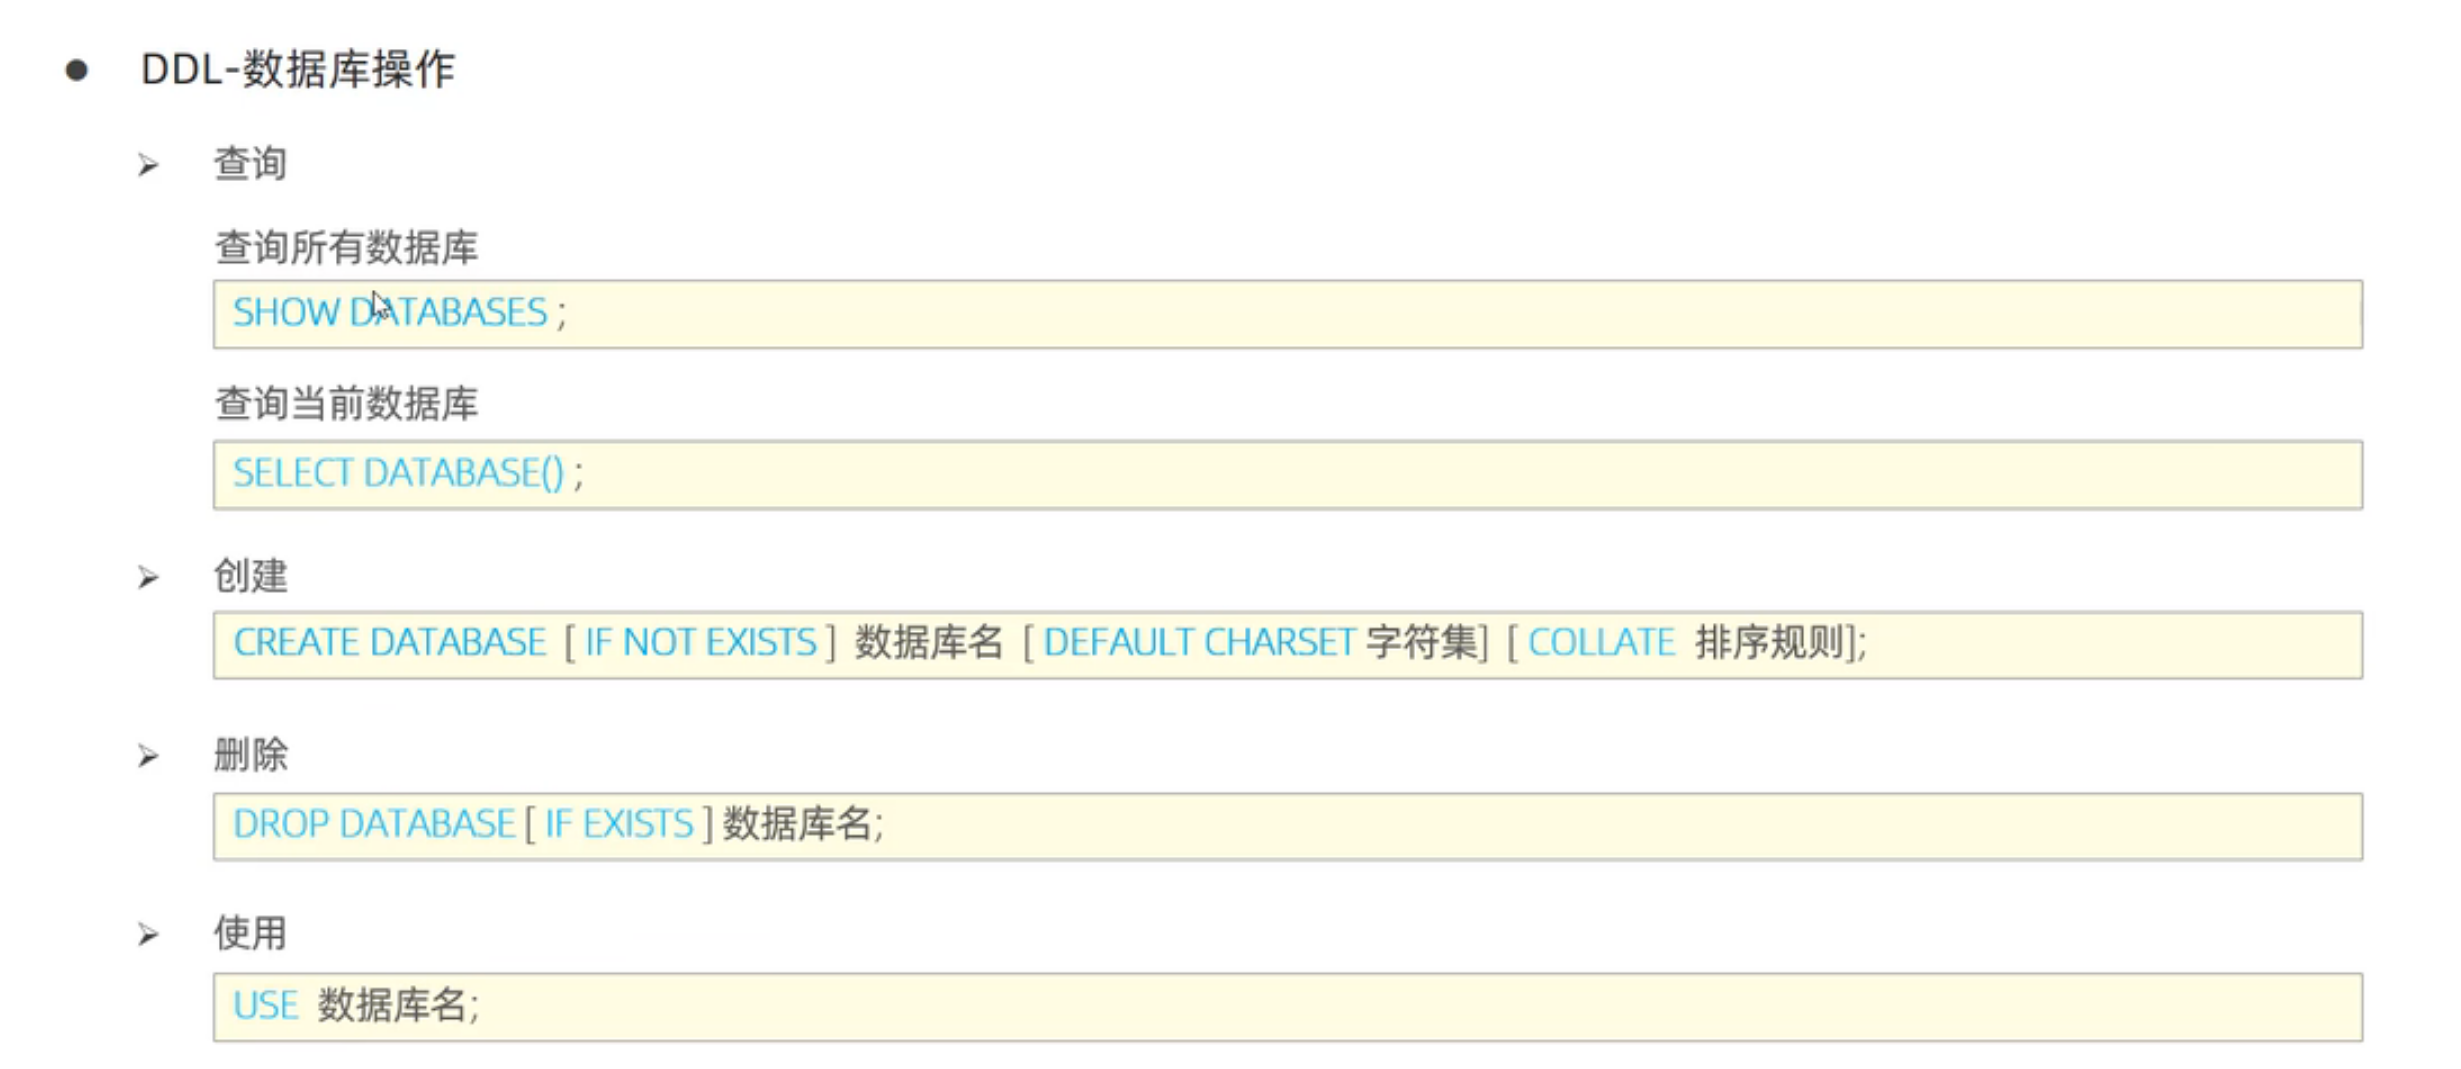 DDL-数据库操作
查询
查询所有数据库
SHOW DATABASES ;
查询当前数据库
SELECT DATABASE() ;
创建
CREATE DATABASE [ IF NOT EXISTS ] 数据库名 [ DEFAULT CHARSET 字符集] [ COLLATE 排序规则];
删除
DROP DATABASE [ IF EXISTS ] 数据库名;
使用
USE 数据库名;